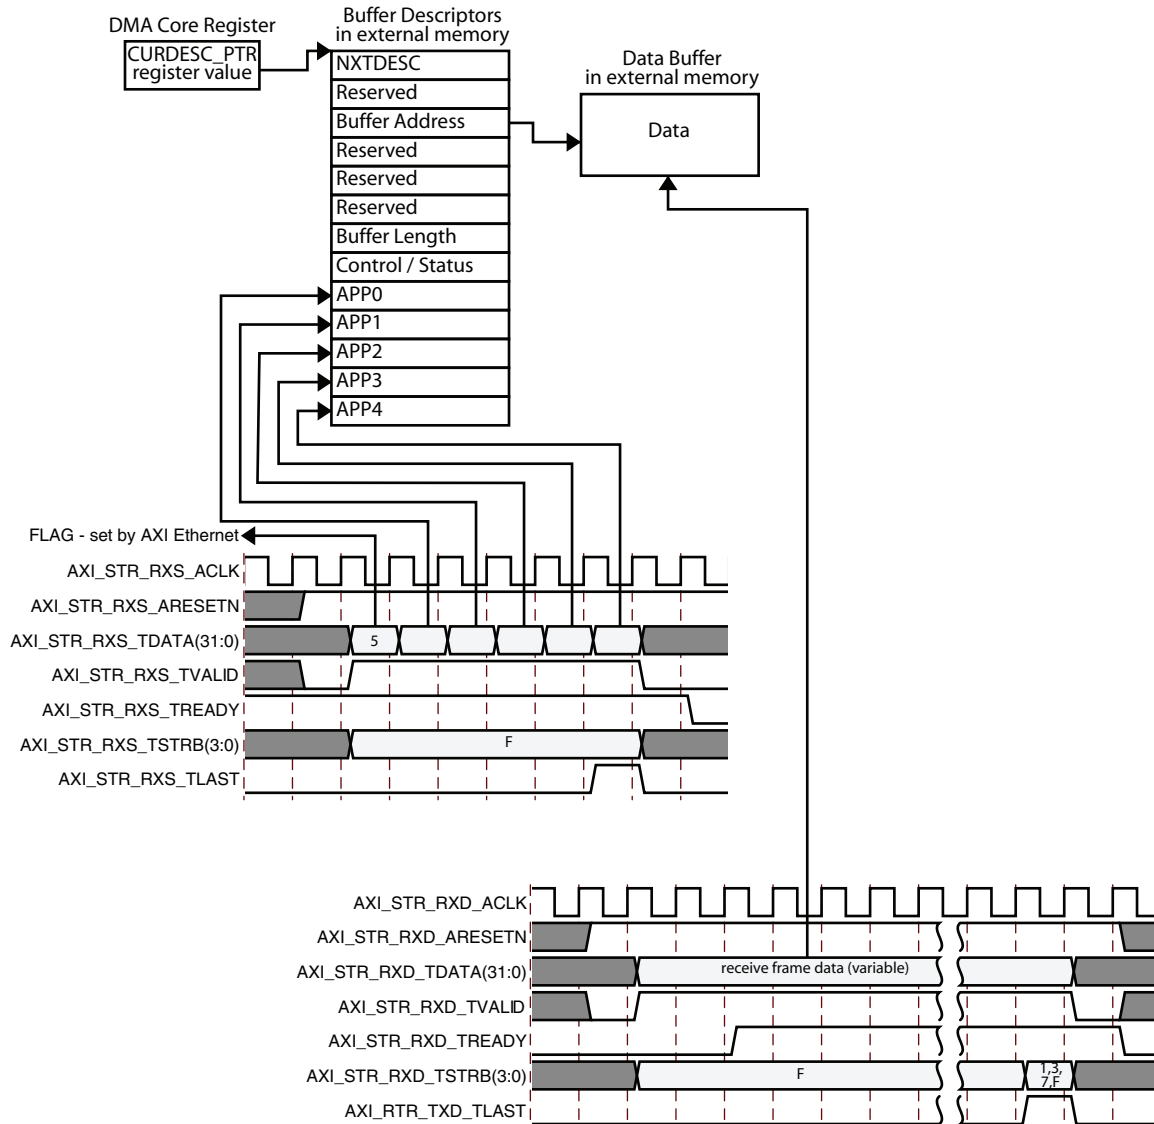 DMA Core Register
CURDESC_PTR
register value
Buffer Descriptors
in external memory
NXTDESC
Reserved
Buffer Address
Reserved
Reserved
Reserved
Buffer Length
Control / Status
APP0
APP1
APP2
APP3
APP4
Data Buffer
in external memory
Data
FLAG - set by AXI Ethernet
AXI_STR_RXS_ACLK
AXI_STR_RXS_ARESETN
AXI_STR_RXS_TDATA(31:0)
5
AXI_STR_RXS_TVALID
AXI_STR_RXS_TREADY
AXI_STR_RXS_TSTRB(3:0)
F
AXI_STR_RXS_TLAST
AXI_STR_RXD_ACLK
AXI_STR_RXD_ARESETN
AXI_STR_RXD_TDATA(31:0)
receive frame data (variable)
AXI_STR_RXD_TVALID
AXI_STR_RXD_TREADY
AXI_STR_RXD_TSTRB(3:0)
F
1,3,
7,F
AXI_RTR_TXD_TLAST